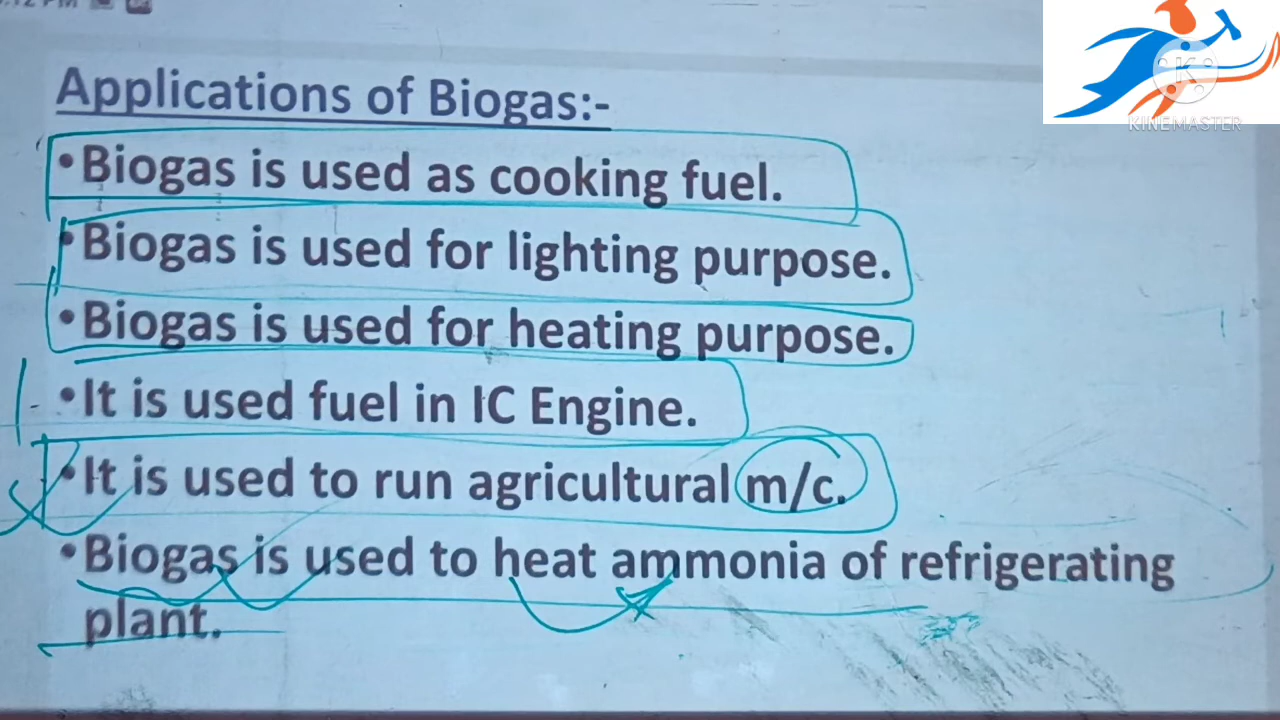 Applications of Biogas:-
•Biogas is used as cooking fuel.
•Biogas is used for lighting purpose.
•Biogas is used for heating purpose.
•It is used fuel in IC Engine.
•It is used to run agricultural m/c.
•Biogas is used to heat ammonia of refrigerating
plant.
KINEMASTER